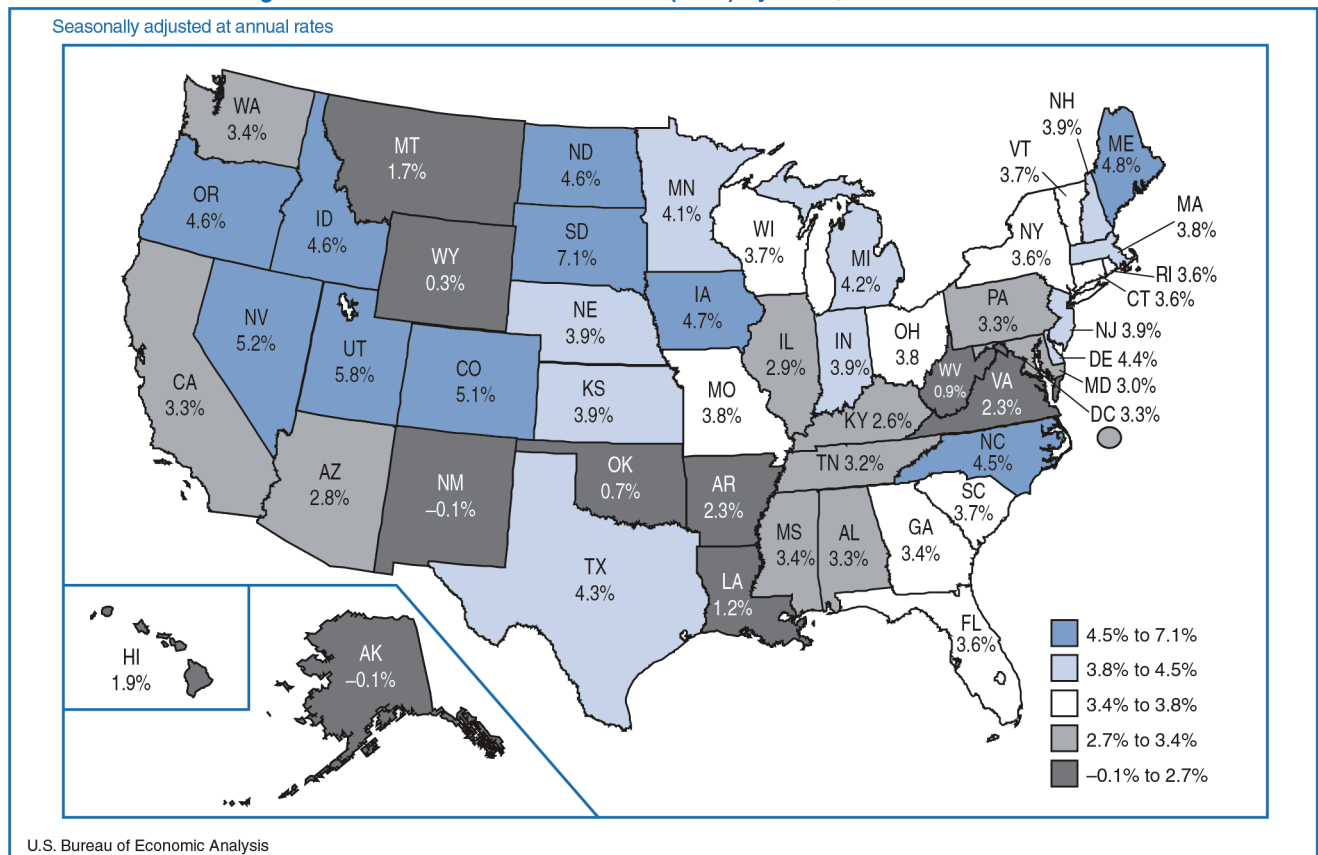 Seasonally adjusted at annual rates
WA
3.4%
MT
1.7%
ND
4.6%
MN
4.1%
NH
3.9%
VT
3.7%
ME
4.8%
OR
4.6%
ID
4.6%
SD
7.1%
WI
3.7%
MI
4.2%
NY
3.6%
MA
3.8%
WY
0.3%
RI 3.6%
CT 3.6%
NV
5.2%
UT
5.8%
CO
5.1%
NE
3.9%
IA
4.7%
IL
2.9%
IN
3.9%
OH
3.8
PA
3.3%
NJ 3.9%
DE 4.4%
MD 3.0%
DC 3.3%
CA
3.3%
KS
3.9%
MO
3.8%
WV
0.9%
VA
2.3%
KY 2.6%
NC
4.5%
AZ
2.8%
NM
–0.1%
OK
0.7%
AR
2.3%
TN 3.2%
SC
3.7%
MS
3.4%
AL
3.3%
GA
3.4%
TX
4.3%
LA
1.2%
FL
3.6%
HI
1.9%
AK
–0.1%
4.5% to 7.1%
3.8% to 4.5%
3.4% to 3.8%
2.7% to 3.4%
–0.1% to 2.7%
U.S. Bureau of Economic Analysis